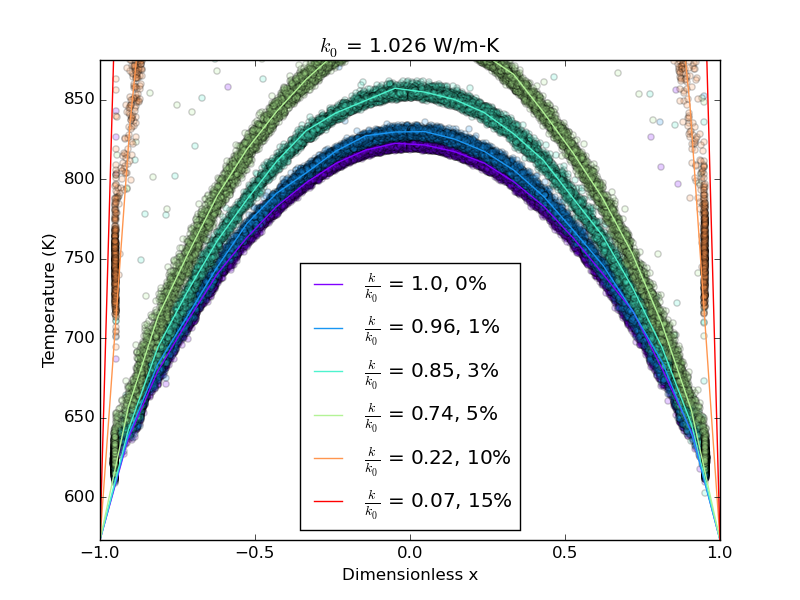 k₀ = 1.026 W/m-K
Temperature (K)
850
800
750
700
650
600
k/k₀ = 1.0, 0%
k/k₀ = 0.96, 1%
k/k₀ = 0.85, 3%
k/k₀ = 0.74, 5%
k/k₀ = 0.22, 10%
k/k₀ = 0.07, 15%
−1.0 −0.5 0.0 0.5 1.0
Dimensionless x